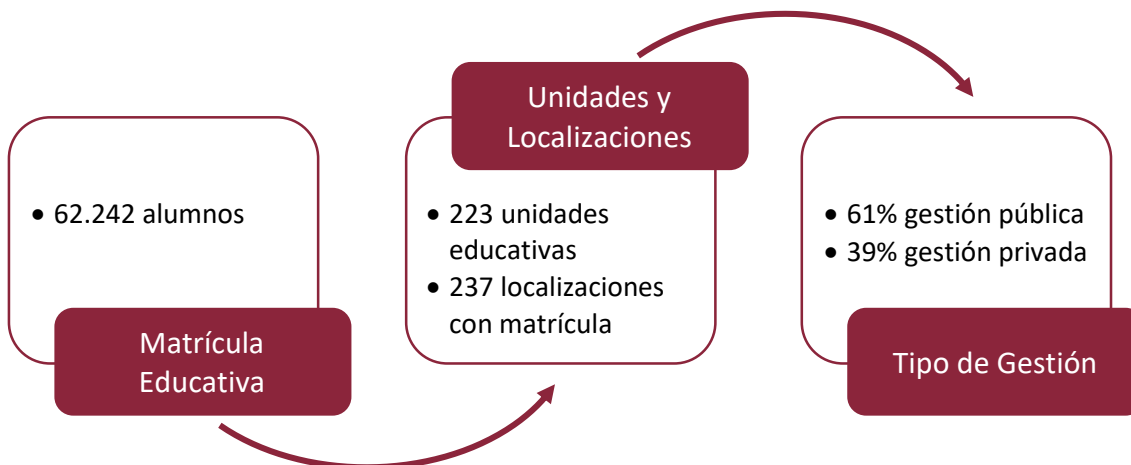 • 62.242 alumnos
Matrícula
Educativa
Unidades y
Localizaciones
• 223 unidades
educativas
• 237 localizaciones
con matrícula
• 61% gestión pública
• 39% gestión privada
Tipo de Gestión